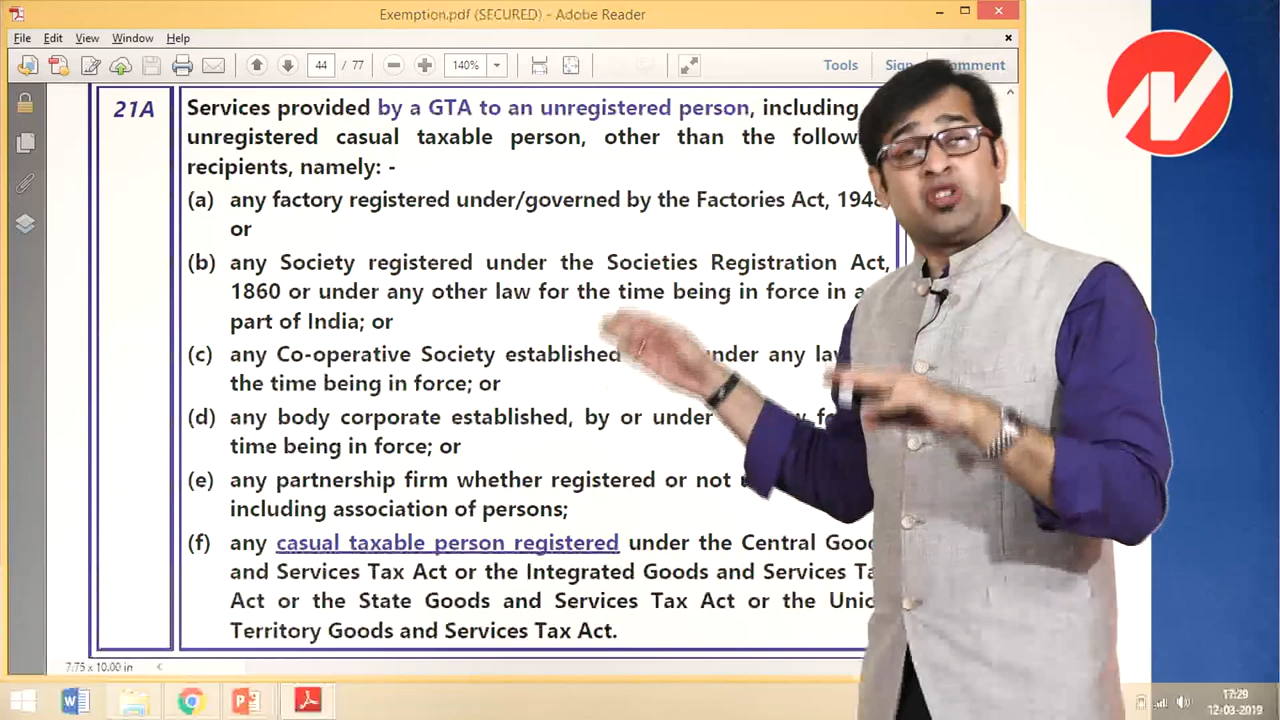 Exemption.pdf (SECURED) - Adobe Reader
File Edit View Window Help
44 / 77 140% Tools Sign Comment
21A
Services provided by a GTA to an unregistered person, including
unregistered casual taxable person, other than the
recipients, namely: -
(a) any factory registered under/governed by the Factories Act, 1948,
or
(b) any Society registered under the Societies Registration Act,
1860 or under any other law for the time being in force in
part of India; or
(c) any Co-operative Society established under any
the time being in force; or
(d) any body corporate established, by or under
time being in force; or
(e) any partnership firm whether registered or not
including association of persons;
(f) any casual taxable person registered under the Central
and Services Tax Act or the Integrated Goods and Services
Act or the State Goods and Services Tax Act or the
Territory Goods and Services Tax Act.
7.75 x 10.00 in
17:29
12-03-2019